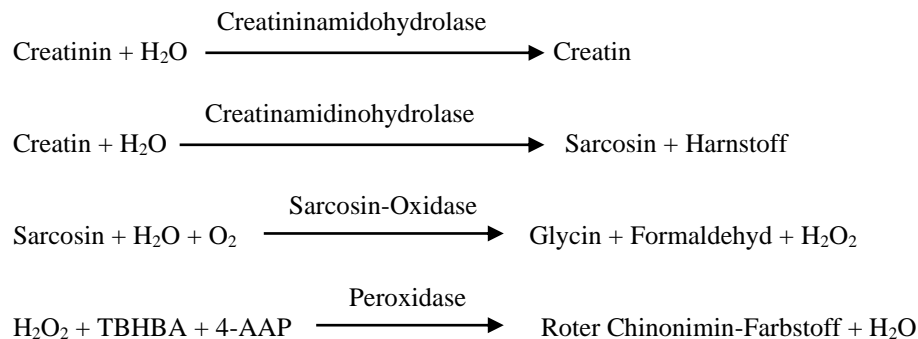 Creatininamidohydrolase
Creatinin + H₂O Creatin
Creatinamidinohydrolase
Creatin + H₂O Sarcosin + Harnstoff
Sarcosin-Oxidase
Sarcosin + H₂O + O₂ Glycin + Formaldehyd + H₂O₂
Peroxidase
H₂O₂ + TBHBA + 4-AAP Roter Chinonimin-Farbstoff + H₂O